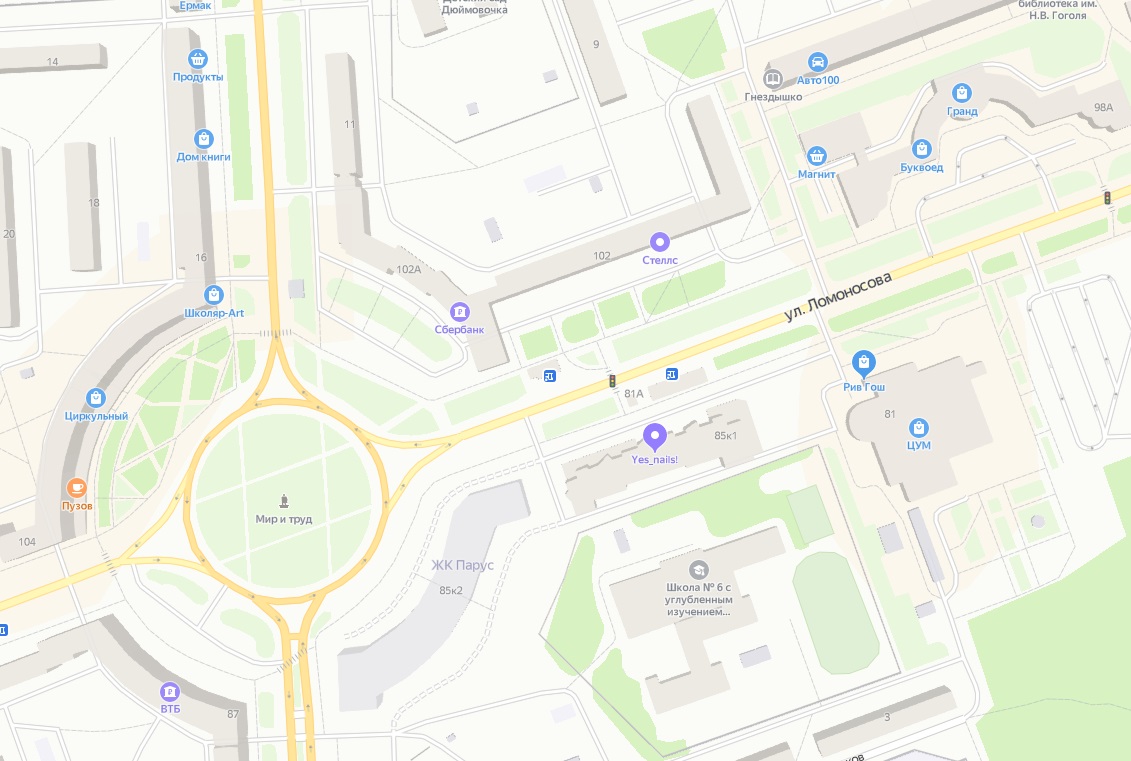 Ермак
Детский сад
Дюймовочка
библиотека им.
Н.В. Гоголя
14
Продукты
9
Авто100
Гнездышко
Гранд
98А
11
Дом книги
Магнит
Буквоед
18
20
16
102А
102
Стеллс
Школяр-Art
Сбербанк
ул. Ломоносова
81А
Рив Гош
Циркульный
81
ЦУМ
85к1
Yes_nails!
Пузов
Мир и труд
104
ЖК Парус
85к2
Школа № 6 с
углубленным
изучением...
ВТБ
87
3